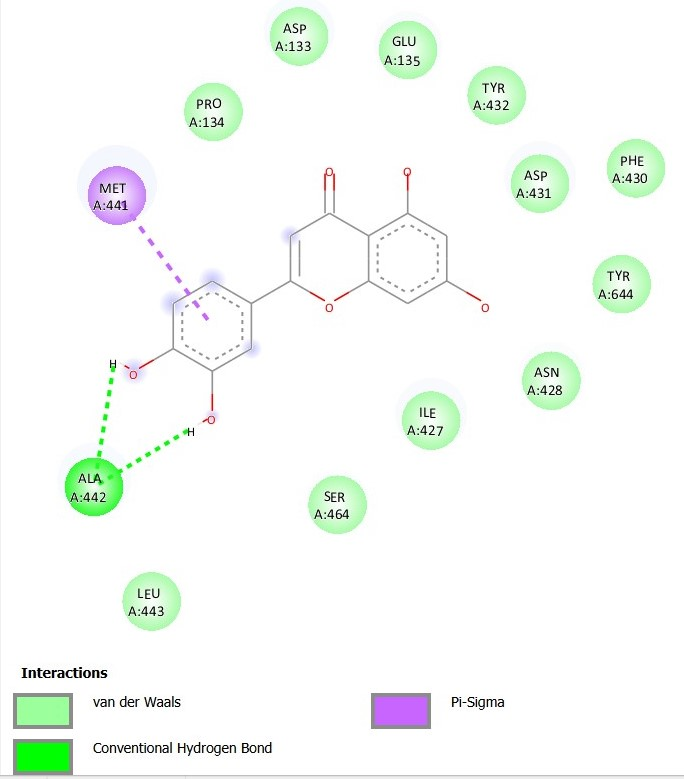 ASP
A:133
GLU
A:135
TYR
A:432
PRO
A:134
PHE
A:430
ASP
A:431
MET
A:441
O
O
TYR
A:644
O
O
H
O
ASN
A:428
ILE
A:427
O
H
ALA
A:442
SER
A:464
LEU
A:443
Interactions
van der Waals
Pi-Sigma
Conventional Hydrogen Bond